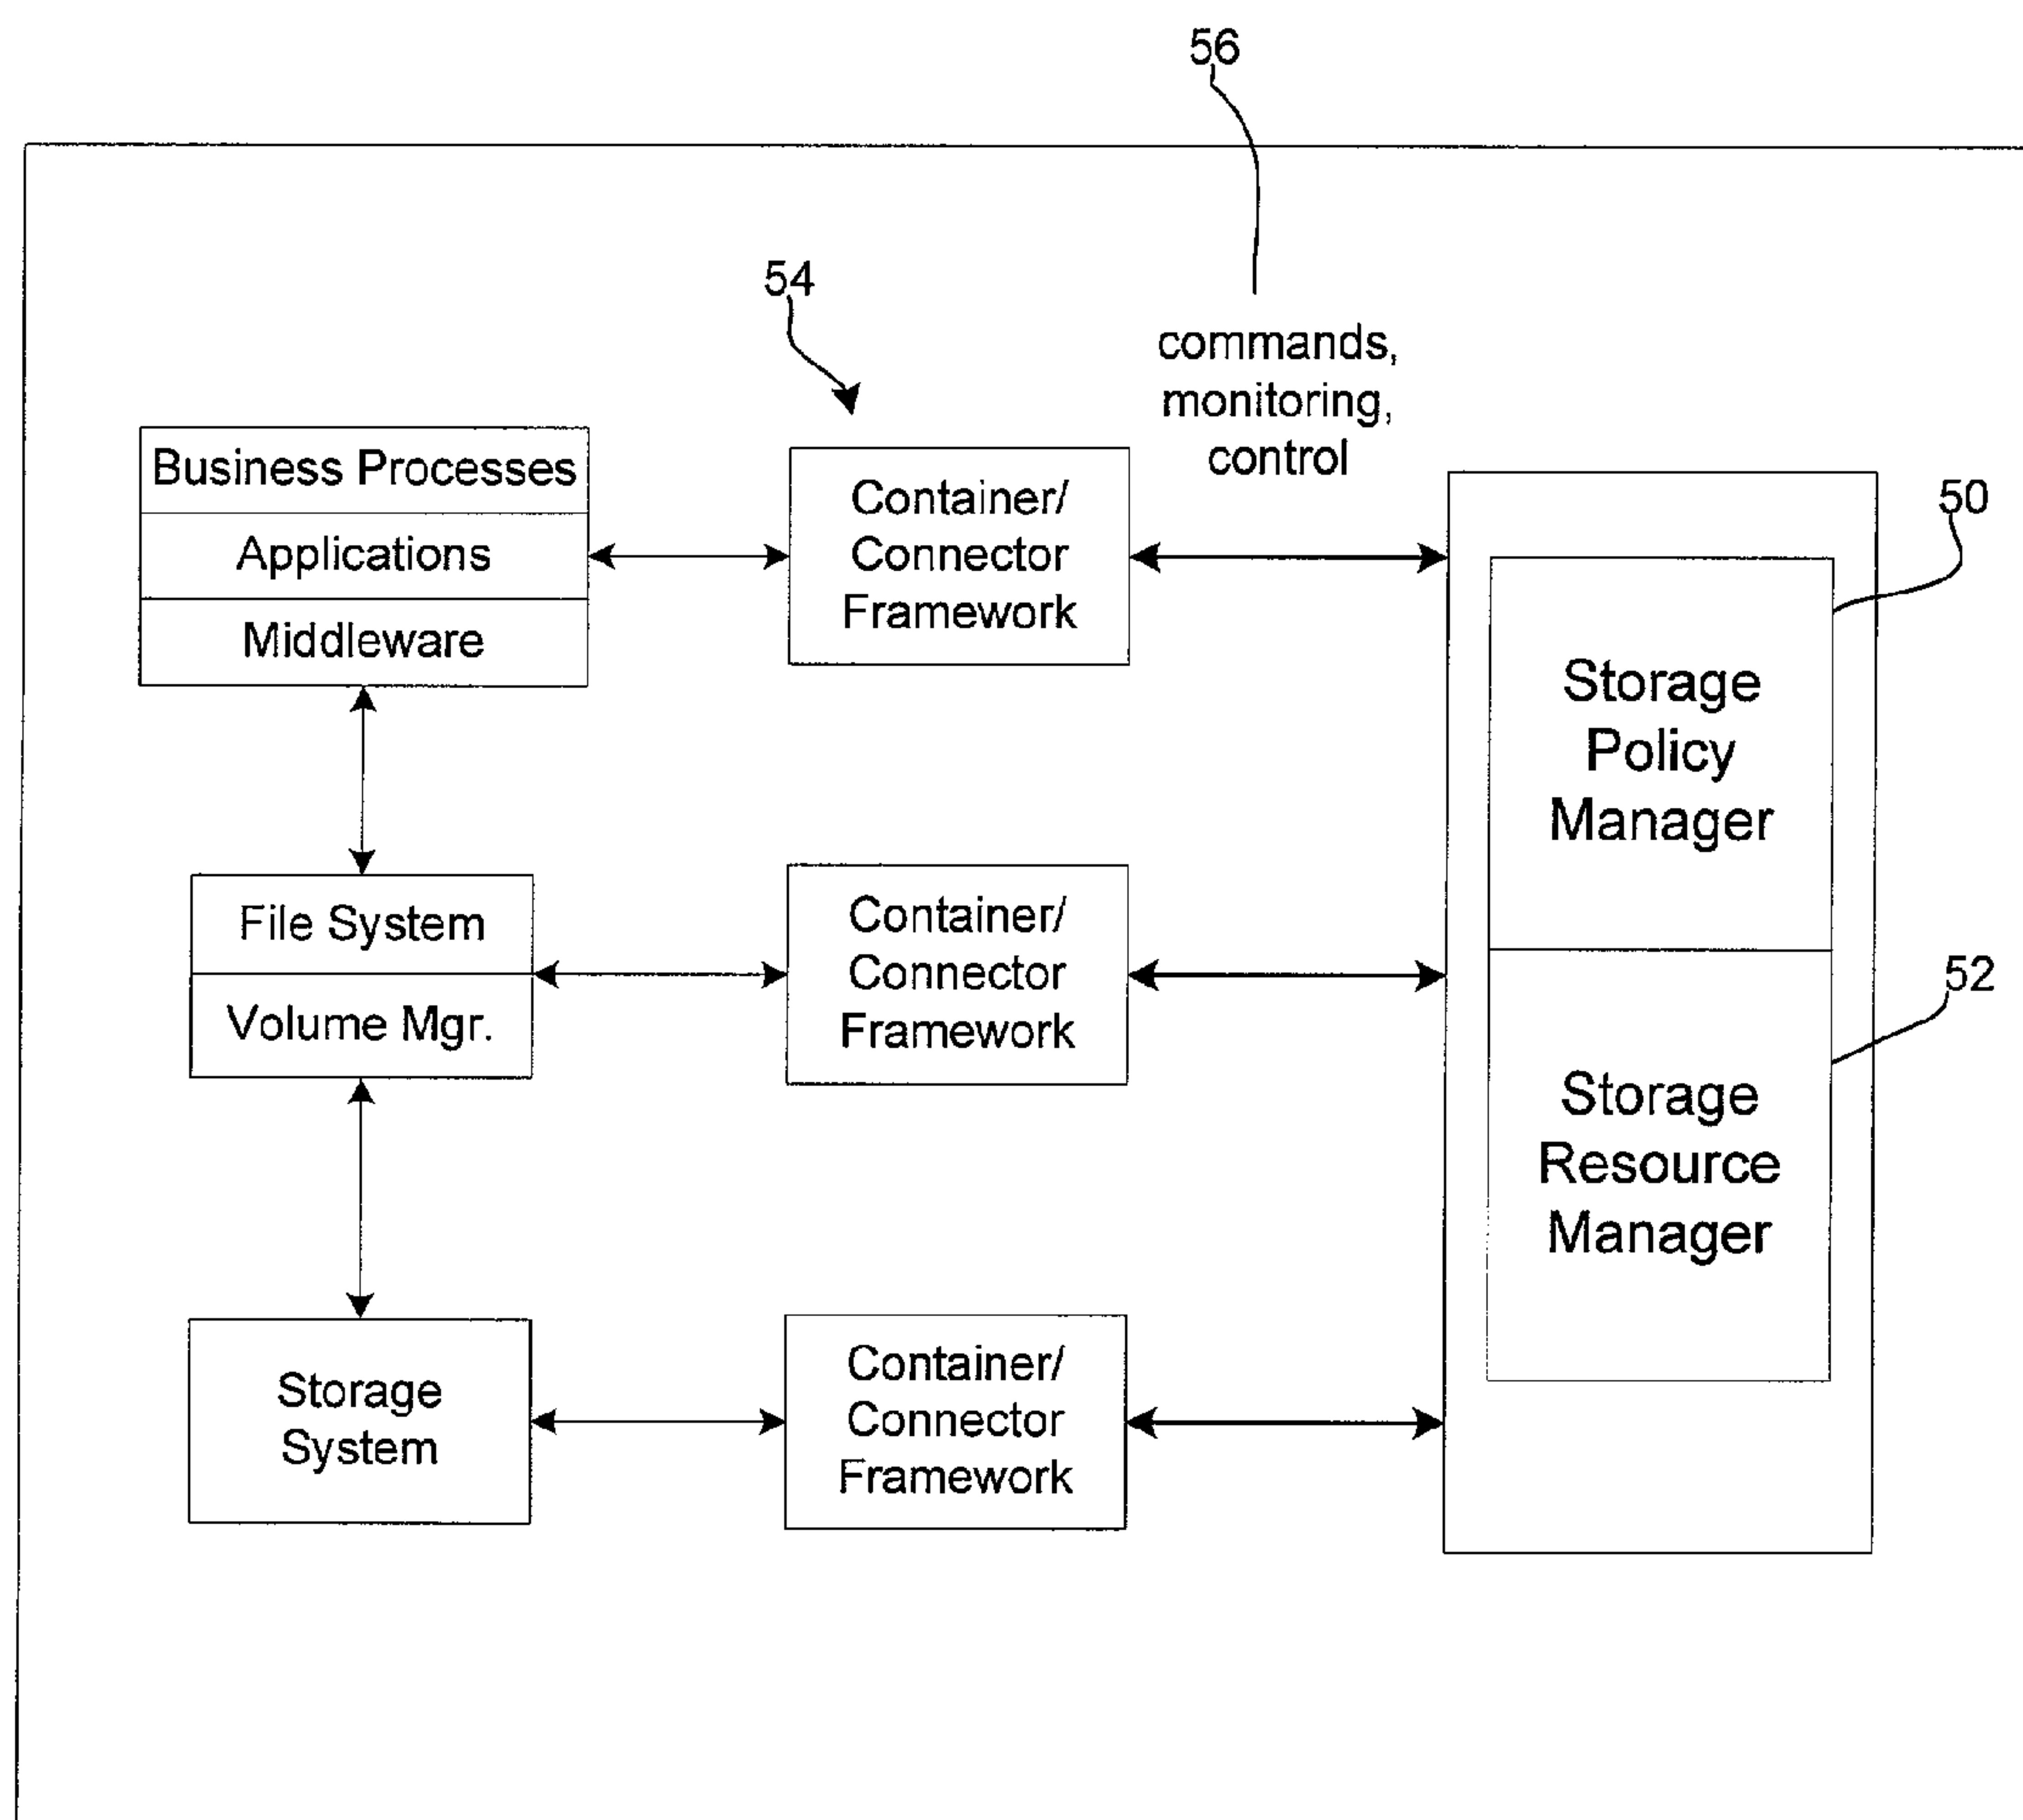 56
54
commands,
monitoring,
control
Business Processes
Applications
Middleware
Container/
Connector
Framework
50
Storage
Policy
Manager
File System
Volume Mgr.
Container/
Connector
Framework
52
Storage
Resource
Manager
Storage
System
Container/
Connector
Framework